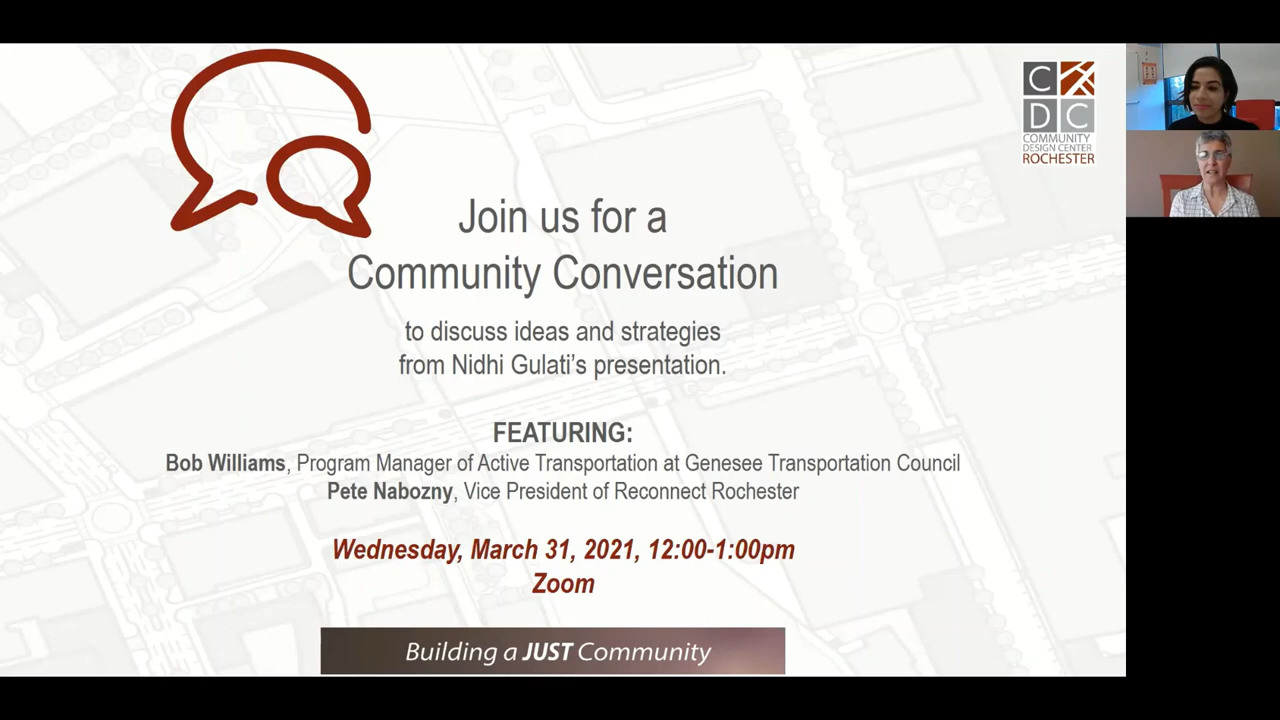 C
DC
COMMUNITY
DESIGN CENTER
ROCHESTER
Join us for a
Community Conversation
to discuss ideas and strategies
from Nidhi Gulati’s presentation.
FEATURING:
Bob Williams, Program Manager of Active Transportation at Genesee Transportation Council
Pete Nabozny, Vice President of Reconnect Rochester
Wednesday, March 31, 2021, 12:00-1:00pm
Zoom
Building a JUST Community